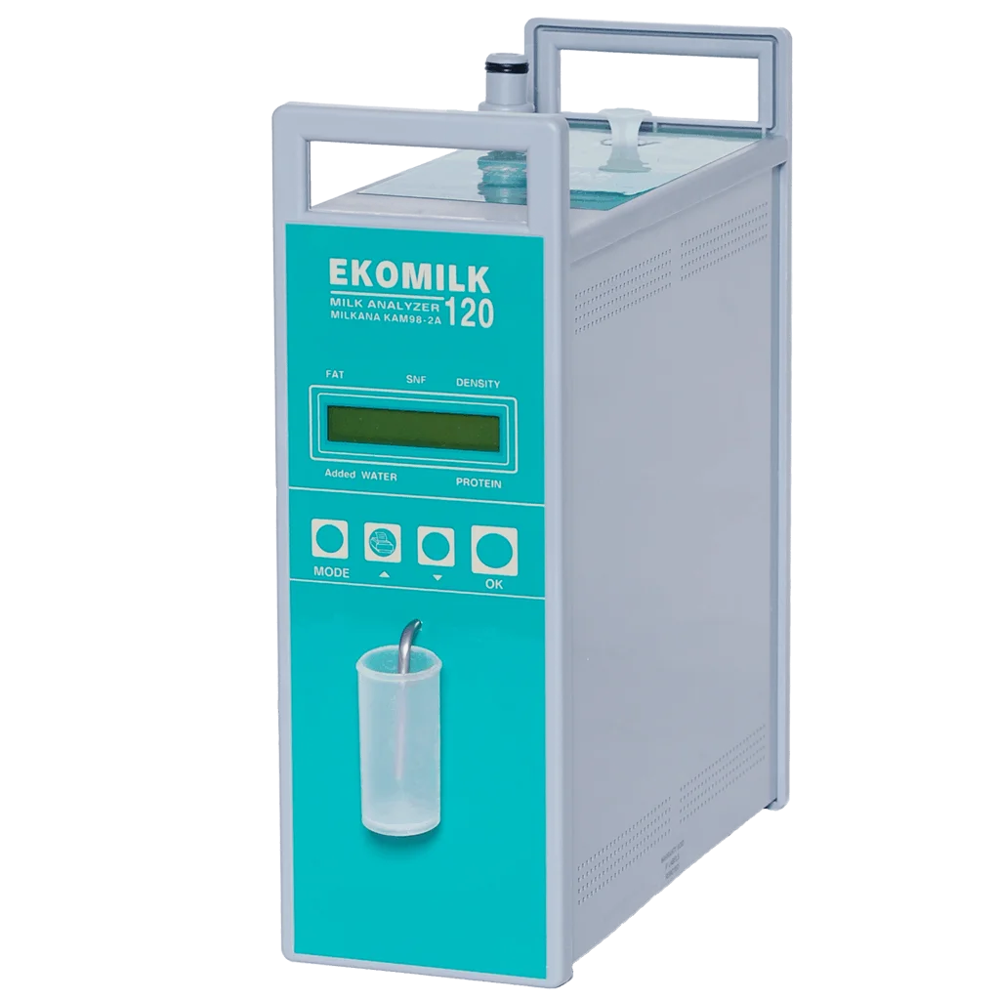 EKOMILK
MILK ANALYZER
120
MILKANA KAM98-2A
FAT SNF DENSITY
Added WATER PROTEIN
MODE OK